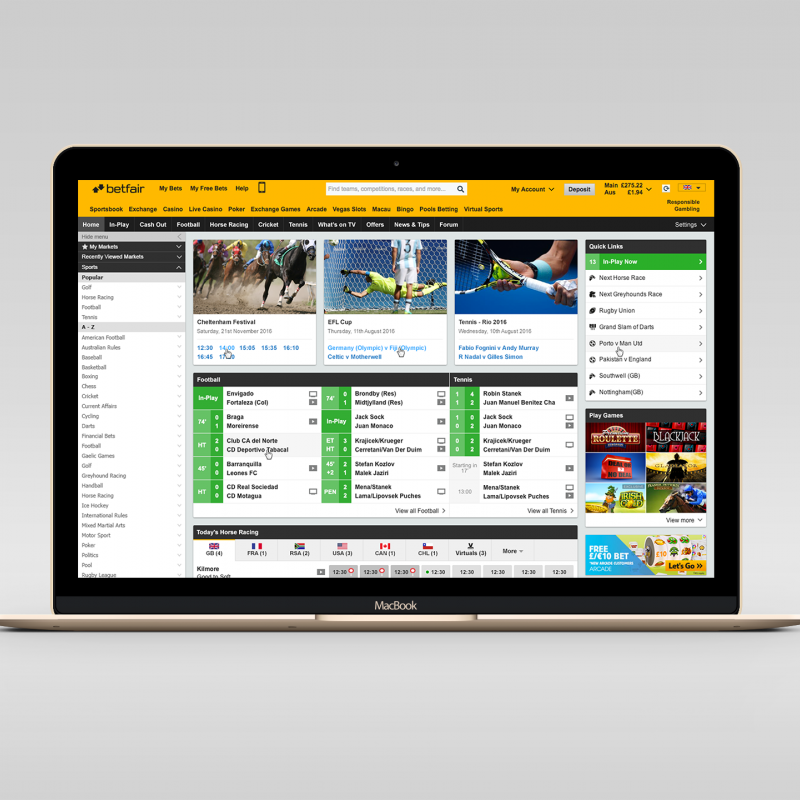 betfair
My Bets
My Free Bets
Help
Find teams, competitions, races, and more...
My Account
Deposit
Main £275.22
Aus £1.94
Responsible
Gambling
Sportsbook Exchange Casino Live Casino Poker Exchange Games Arcade Vegas Slots Macau Bingo Pools Betting Virtual Sports
Home In-Play Cash Out Football Horse Racing Cricket Tennis What's on TV Offers News & Tips Forum
Settings
Hide menu
My Markets
Recently Viewed Markets
Sports
Popular
Golf
Horse Racing
Football
Tennis
A - Z
American Football
Australian Rules
Baseball
Basketball
Boxing
Chess
Cricket
Current Affairs
Cycling
Darts
Financial Bets
Football
Gaelic Games
Golf
Greyhound Racing
Handball
Horse Racing
Ice Hockey
International Rules
Mixed Martial Arts
Motor Sport
Poker
Politics
Pool
Rugby League
Cheltenham Festival
Saturday, 21st November 2016
12:30 14:00 15:05 15:35 16:10
16:45
EFL Cup
Thursday, 11th August 2016
Germany (Olympic) v Fiji (Olympic)
Celtic v Motherwell
Tennis - Rio 2016
Wednesday, 10th August 2016
Fabio Fognini v Andy Murray
R Nadal v Gilles Simon
Football
In-Play
Envigado
Fortaleza (Col)
74' 0 Braga
1 Moreirense
HT 2 Club CA del Norte
0 CD Deportivo Tabacal
45' 0 Barranquilla
0 Leones FC
HT 0 CD Real Sociedad
0 CD Motagua
74' 0 Brondby (Res)
1 Midtjylland (Res)
In-Play
Jack Sock
Juan Monaco
ET 3 Krajicek/Krueger
HT 0 Cerretani/Van Der Duim
45' 2 Stefan Kozlov
+2 1 Malek Jaziri
PEN 2 Mena/Stanek
2 Lama/Lipovsek Puches
View all Football
Tennis
1 4 Robin Stanek
1 2 Juan Manuel Benitez Cha
1 0 Jack Sock
0 2 Juan Monaco
0 2 Krajicek/Krueger
0 2 Cerretani/Van Der Duim
Starting in
17'
Stefan Kozlov
Malek Jaziri
13:00
Mena/Stanek
Lama/Lipovsek Puches
View all Tennis
Today's Horse Racing
GB (4) FRA (1) RSA (2) USA (3) CAN (1) CHL (1) Virtuals (3) More
Kilmore
Good to Soft
12:30 12:30 12:30 12:30 12:30 12:30 12:30 12:30
Quick Links
13 In-Play Now
Next Horse Race
Next Greyhounds Race
Rugby Union
Grand Slam of Darts
Porto v Man Utd
Pakistan v England
Southwell (GB)
Nottingham(GB)
Play Games
ROULETTE
BLACKJACK
DEAL OR
NO DEAL
GLADIATOR
IRISH
GOLD
View more
FREE
£/€10 BET
*NEW ARCADE CUSTOMERS
ARCADE
£10
Let's Go
MacBook